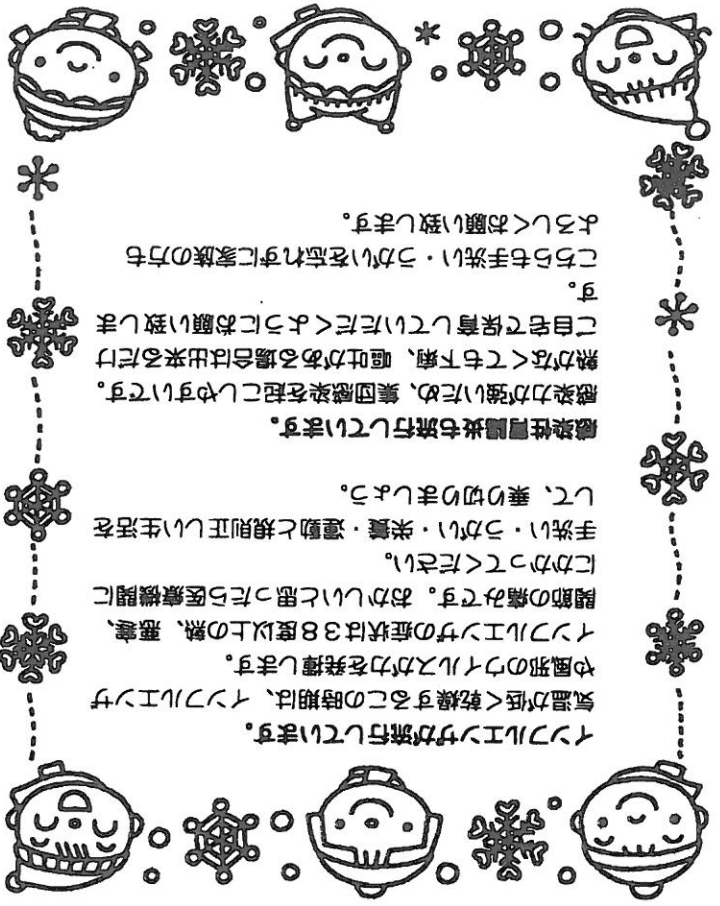 インフルエンザが流行しています。
気温が低く乾燥するこの時期は、インフルエンザ
や風邪のウイルスが力を発揮します。
インフルエンザの症状は３８度以上の熱、悪寒、
関節の痛みです。おかしいと思ったら医療機関に
にかかってください。
手洗い・うがい・栄養・運動と規則正しい生活を
して、乗り切りましょう。
感染性胃腸炎も流行しています。
感染力が強いため、集団感染を起こしやすいです。
熱がなくても下痢、嘔吐がある場合は出来るだけ
ご自宅で保育していただくようにお願い致しま
す。
こちらも手洗い・うがいを忘れずに家族の方も
よろしくお願い致します。